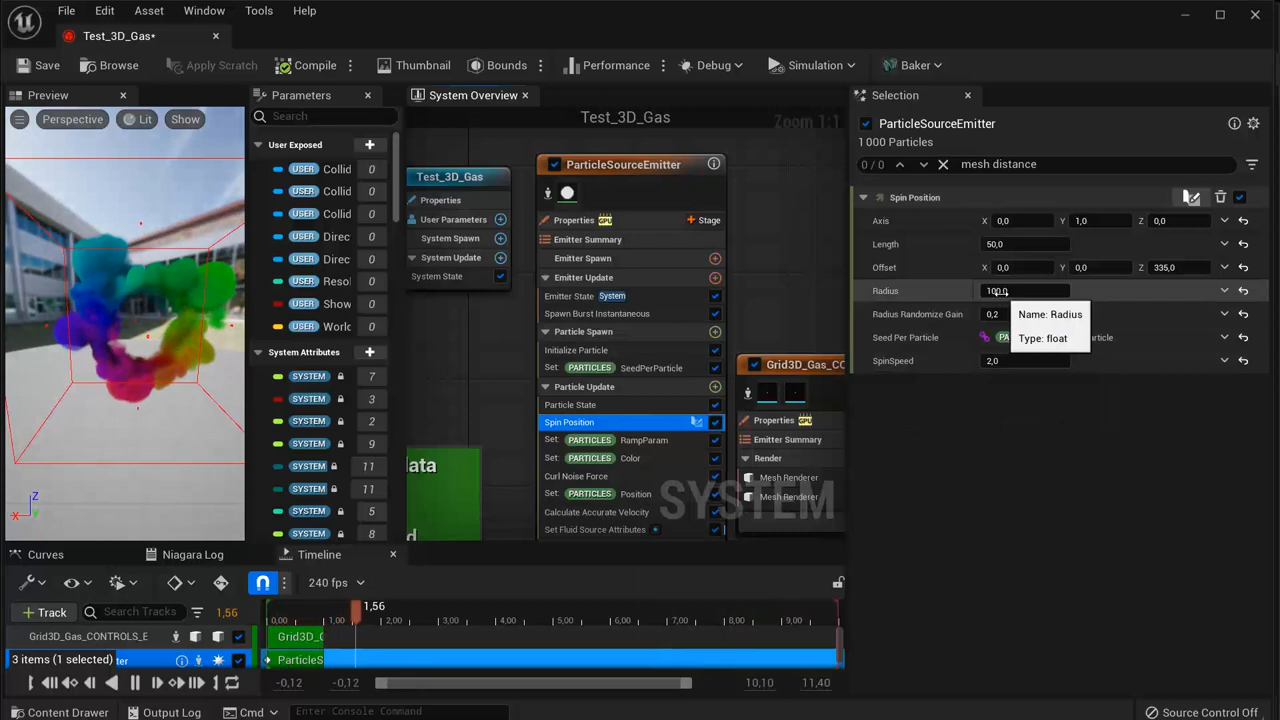 File Edit Asset Window Tools Help
Test_3D_Gas*
Save Browse Apply Scratch Compile Thumbnail Bounds Performance Debug Simulation Baker
Preview
Perspective Lit Show
Z
X
Y
Parameters
Search
User Exposed
USER Collid 0
USER Collid 0
USER Collid 0
USER Direc 0
USER Direc 0
USER Resol 0
USER Show 0
USER World 0
System Attributes
SYSTEM 7
SYSTEM 3
SYSTEM 2
SYSTEM 9
SYSTEM 11
SYSTEM 11
SYSTEM 5
SYSTEM 8
System Overview
Test_3D_Gas
Zoom 1:1
Test_3D_Gas
Properties
User Parameters
System Spawn
System Update
System State
ata
d
ParticleSourceEmitter
Properties GPU Stage
Emitter Summary
Emitter Spawn
Emitter Update
Emitter State System
Spawn Burst Instantaneous
Particle Spawn
Initialize Particle
Set: PARTICLES SeedPerParticle
Particle Update
Particle State
Spin Position
Set: PARTICLES RampParam
Set: PARTICLES Color
Curl Noise Force
Set: PARTICLES Position
Calculate Accurate Velocity
Set Fluid Source Attributes
Grid3D_Gas_CO
Properties GPU
Emitter Summary
Render
Mesh Renderer
Mesh Renderer
SYSTEM
Selection
ParticleSourceEmitter
1 000 Particles
0 / 0 mesh distance
Spin Position
Axis X 0,0 Y 1,0 Z 0,0
Length 50,0
Offset X 0,0 Y 0,0 Z 335,0
Radius 100,0
Radius Randomize Gain 0,2
Seed Per Particle PA article
SpinSpeed 2,0
Name: Radius
Type: float
Curves Niagara Log Timeline
240 fps
Track Search Tracks 1,56
1,56
0,00 1,00 2,00 3,00 4,00 5,00 6,00 7,00 8,00 9,00
Grid3D_Gas_CONTROLS_E
Grid3D_G
3 items (1 selected) tter
ParticleS
-0,12 -0,12 10,10 11,40
Content Drawer Output Log Cmd Enter Console Command Source Control Off